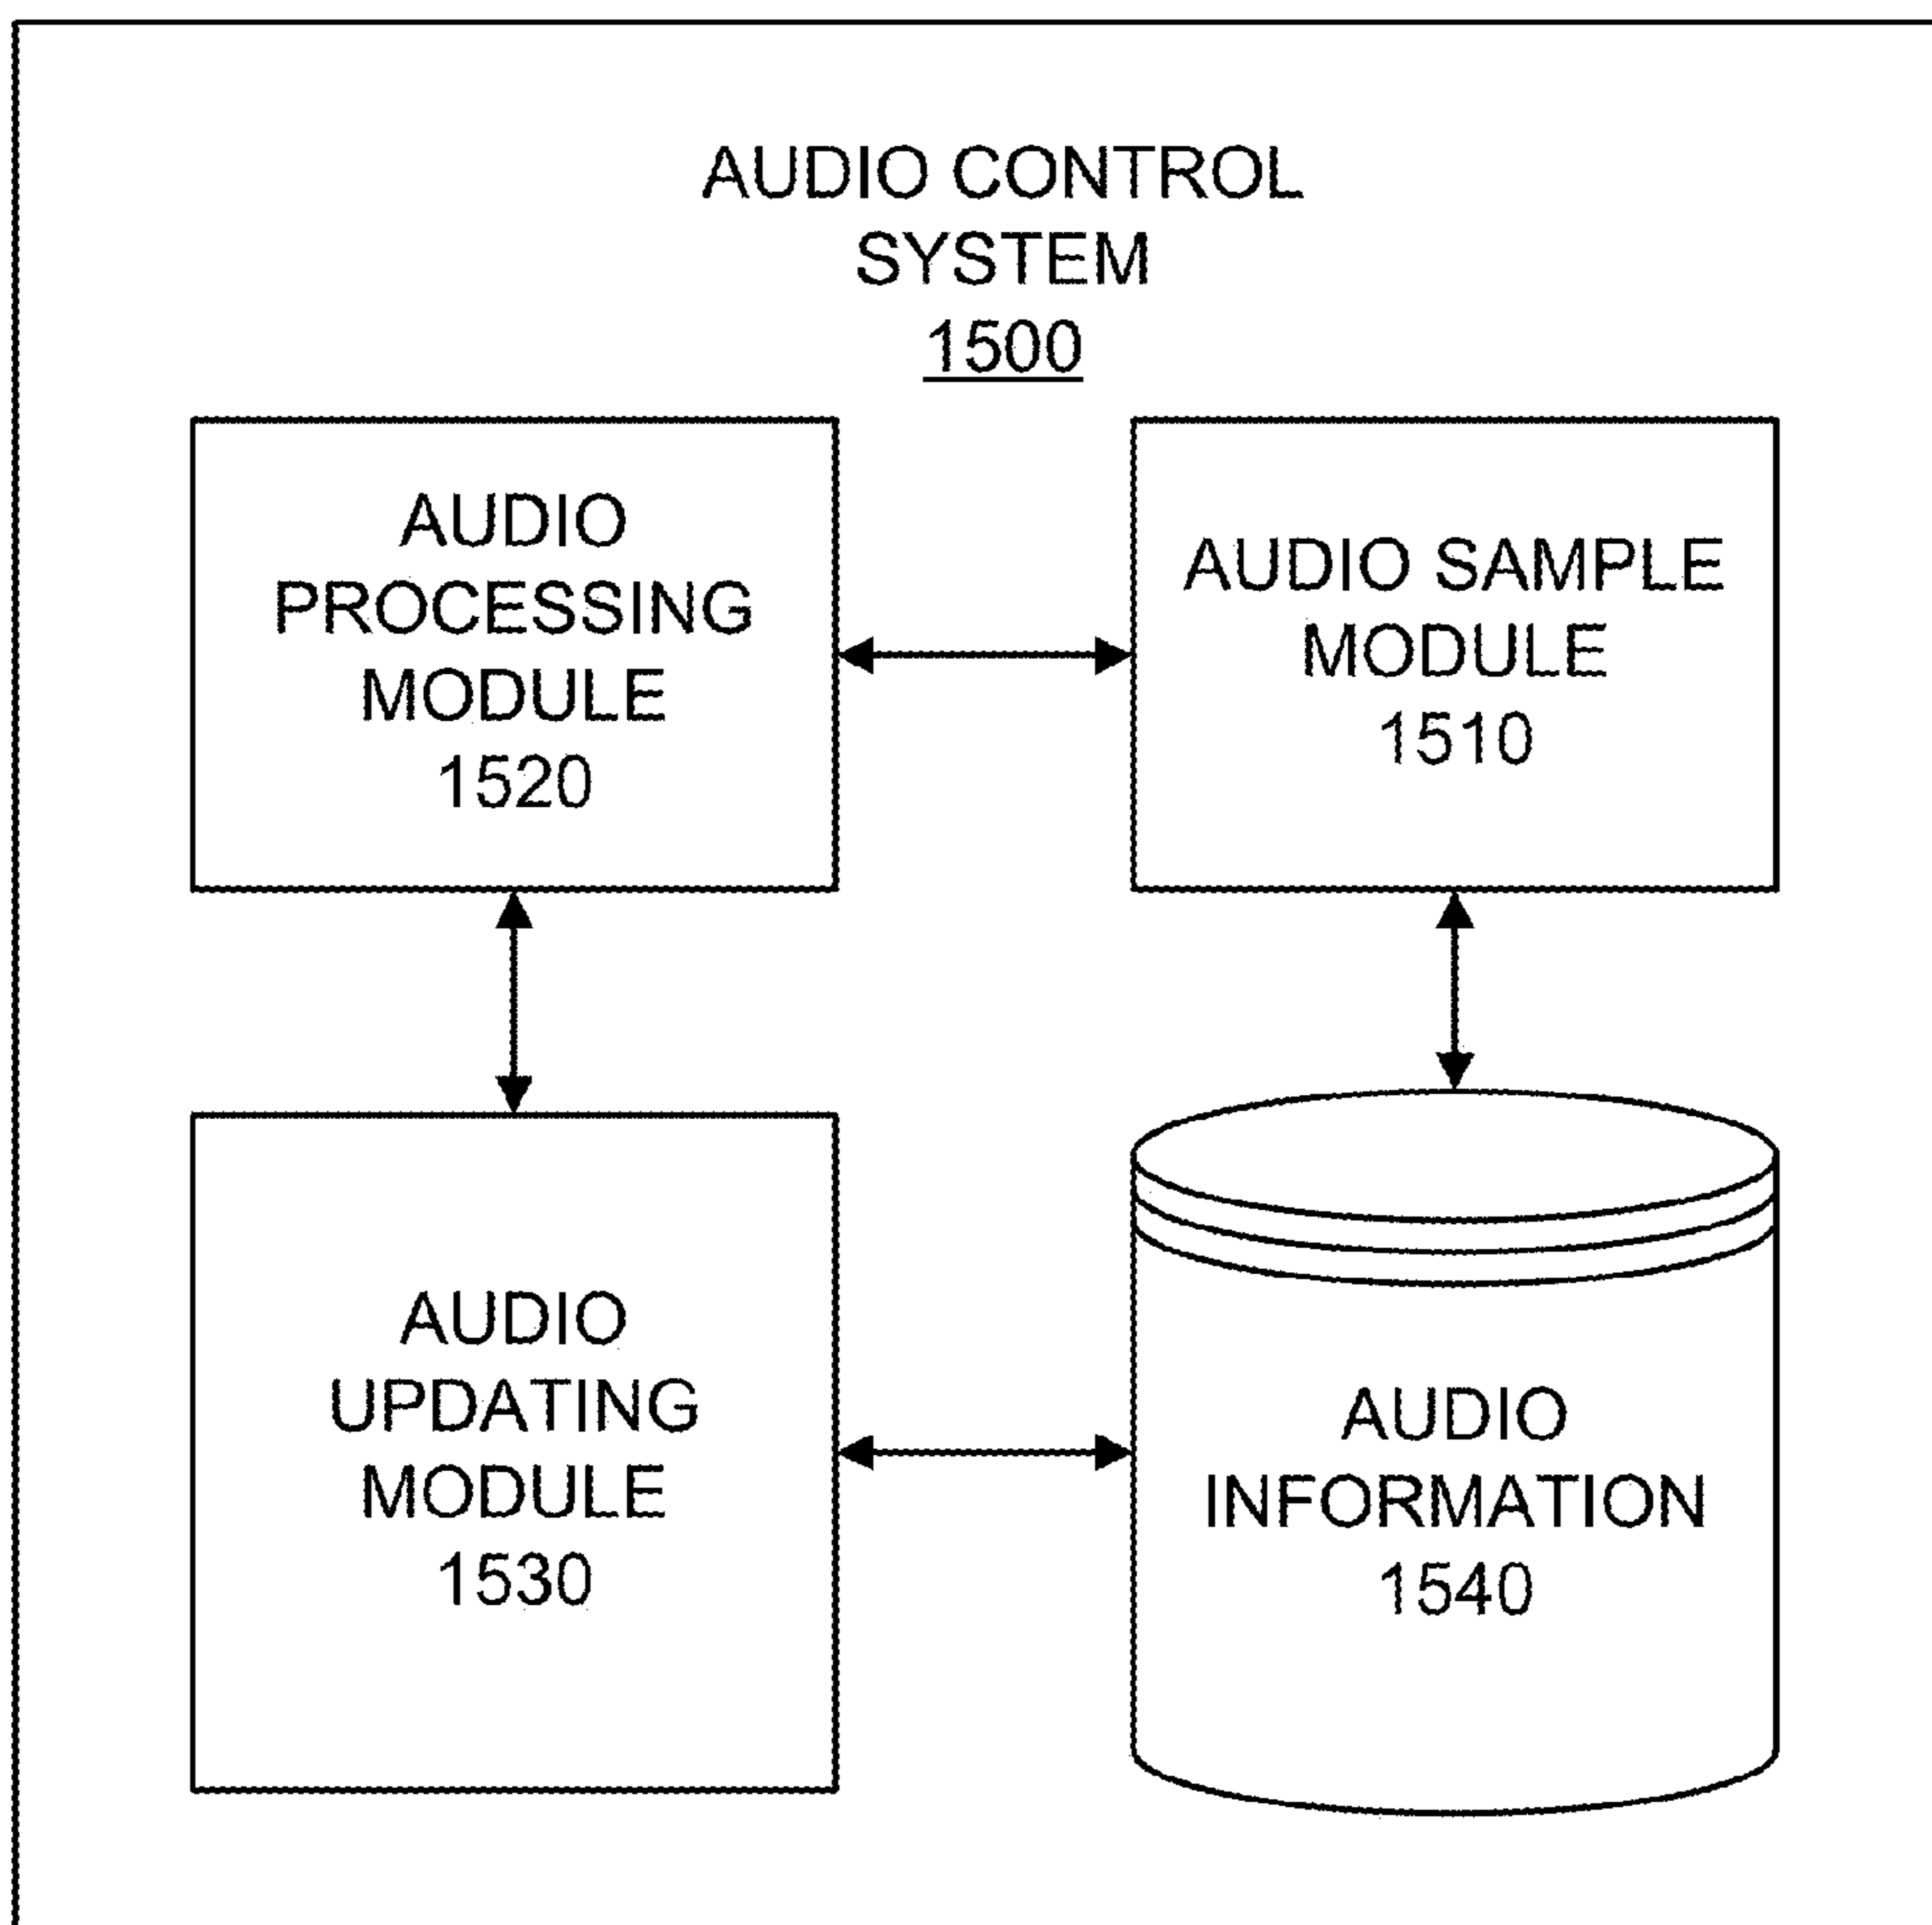 AUDIO CONTROL
SYSTEM
1500
AUDIO
PROCESSING
MODULE
1520
AUDIO SAMPLE
MODULE
1510
AUDIO
UPDATING
MODULE
1530
AUDIO
INFORMATION
1540